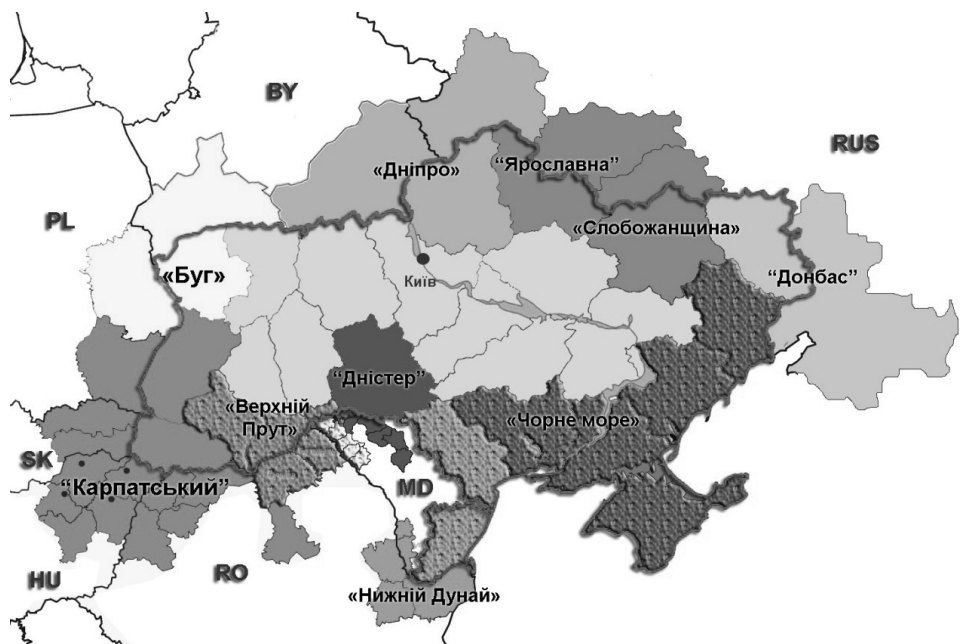 BY
«Дніпро»
“Ярославна”
RUS
PL
«Слобожанщина»
«Буг»
Київ
“Донбас”
“Дністер”
«Верхній
Прут»
«Чорне море»
SK
“Карпатський”
MD
HU
RO
«Нижній Дунай»